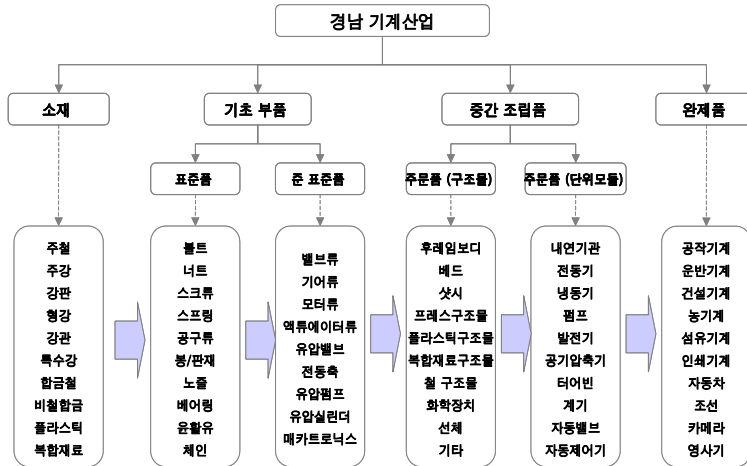 경남 기계산업
소재
기초 부품
중간 조립품
완제품
표준품
준 표준품
주문품 (구조물)
주문품 (단위모듈)
주철
주강
강판
형강
강관
특수강
합금철
비철합금
플라스틱
복합재료
볼트
너트
스크류
스프링
공구류
봉/판재
노즐
베어링
윤활유
체인
밸브류
기어류
모터류
액류에이터류
유압밸브
전동축
유압펌프
유압실린더
매카트로닉스
후레임보디
베드
샷시
프레스구조물
플라스틱구조물
복합재료구조물
철 구조물
화학장치
선체
기타
내연기관
전동기
냉동기
펌프
발전기
공기압축기
터어빈
계기
자동밸브
자동제어기
공작기계
운반기계
건설기계
농기계
섬유기계
인쇄기계
자동차
조선
카메라
영사기